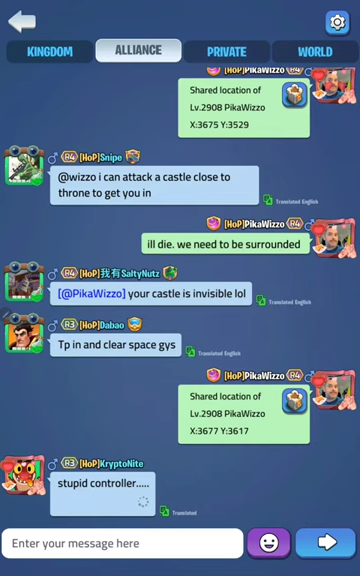 KINGDOM ALLIANCE PRIVATE WORLD
[HoP]PikaWizzo R4
Shared location of
Lv.2908 PikaWizzo
X:3675 Y:3529
R4 [HoP]Snipe
@wizzo i can attack a castle close to
throne to get you in
Translated English
[HoP]PikaWizzo R4
ill die. we need to be surrounded
R4 [HoP]我有SaltyNutz
[@PikaWizzo] your castle is invisible lol
Translated English
R3 [HoP]Dabao
Tp in and clear space gys
Translated English
[HoP]PikaWizzo R4
Shared location of
Lv.2908 PikaWizzo
X:3677 Y:3617
R3 [HoP]KryptoNite
stupid controller.....
Translated
Enter your message here